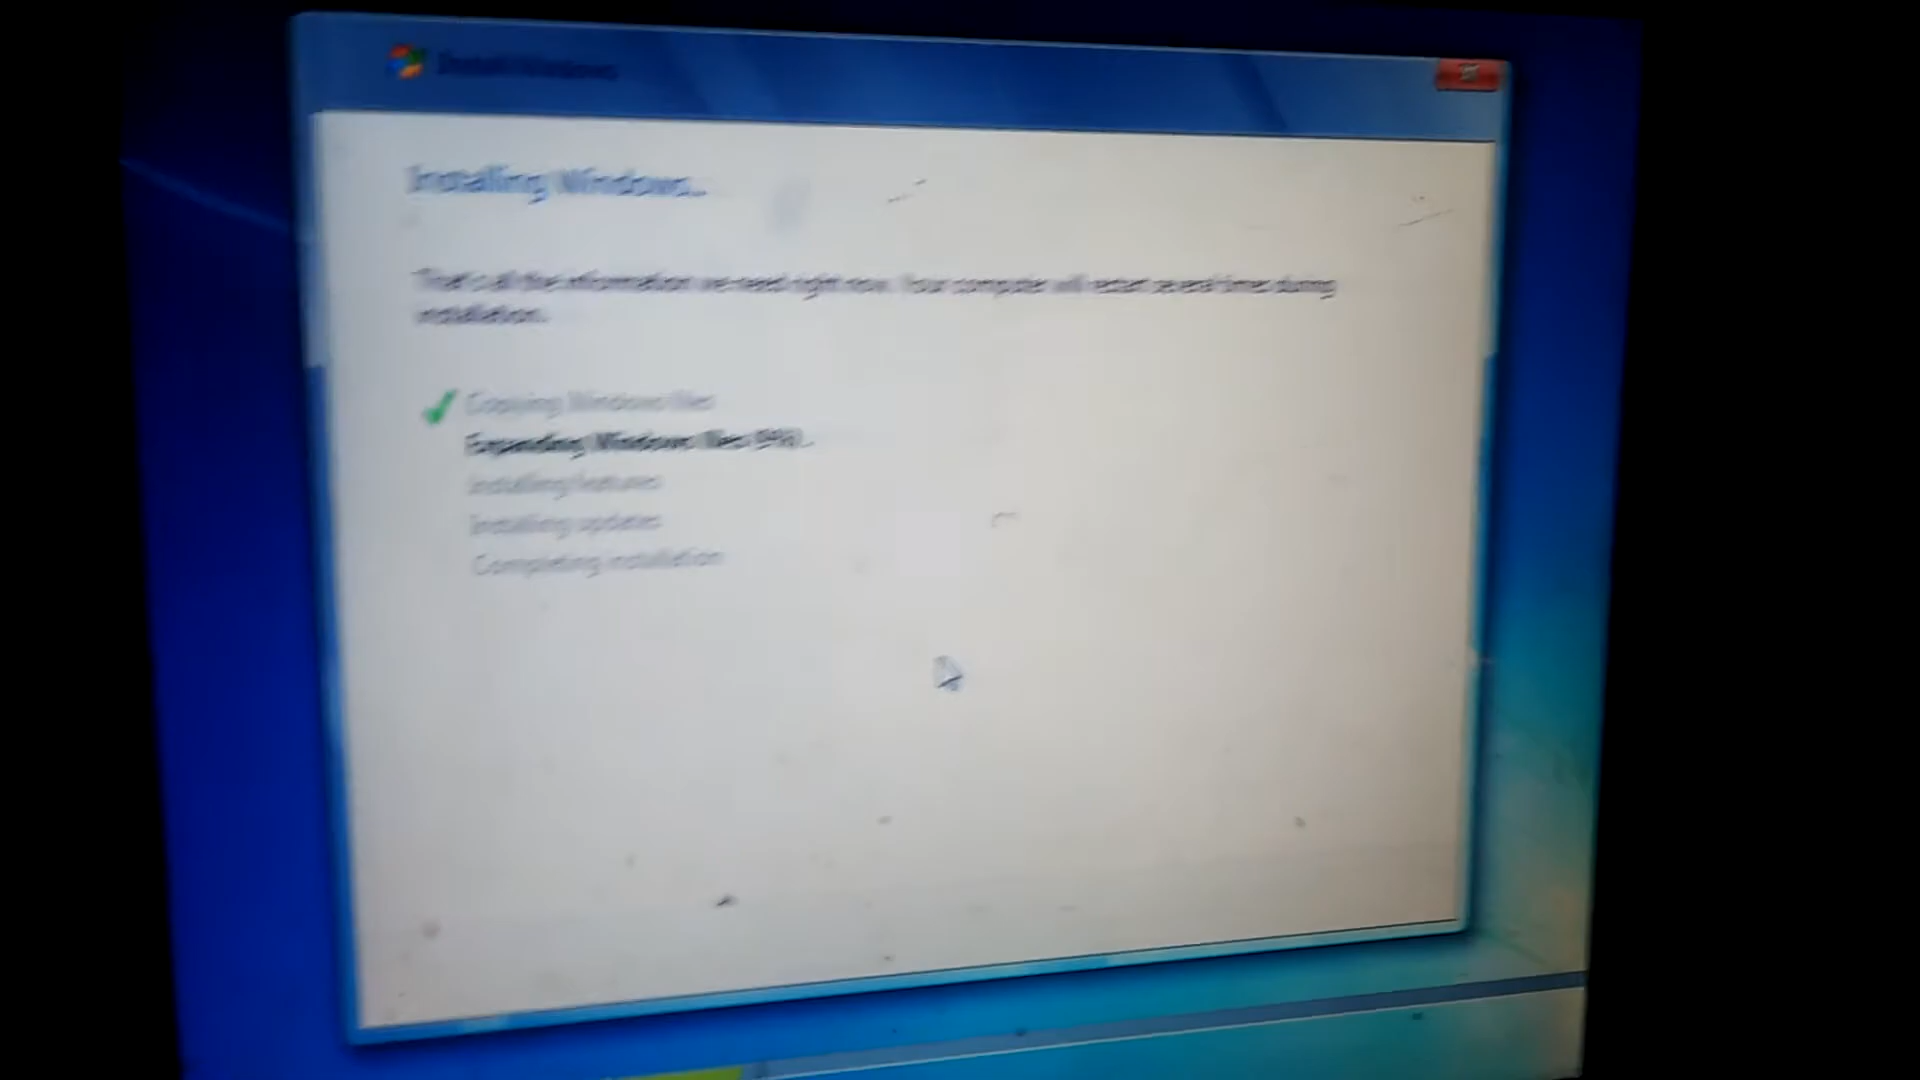 Install Windows
Installing Windows...
That's all the information we need right now. Your computer will restart several times during
installation.
Copying Windows files
Expanding Windows files
Installing features
Installing updates
Completing installation